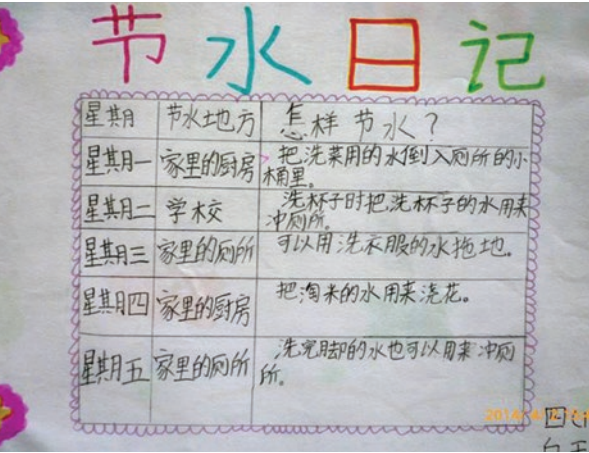 节水日记
星期 节水地方 怎样节水?
星期一 家里的厨房 把洗菜用的水倒入厕所的小
桶里。
星期二 学校 洗杯子时把洗杯子的水用来
冲厕所。
星期三 家里的厕所 可以用洗衣服的水拖地。
星期四 家里的厨房 把淘米的水用来浇花。
星期五 家里的厕所 洗完脚的水也可以用来冲厕
所。
四